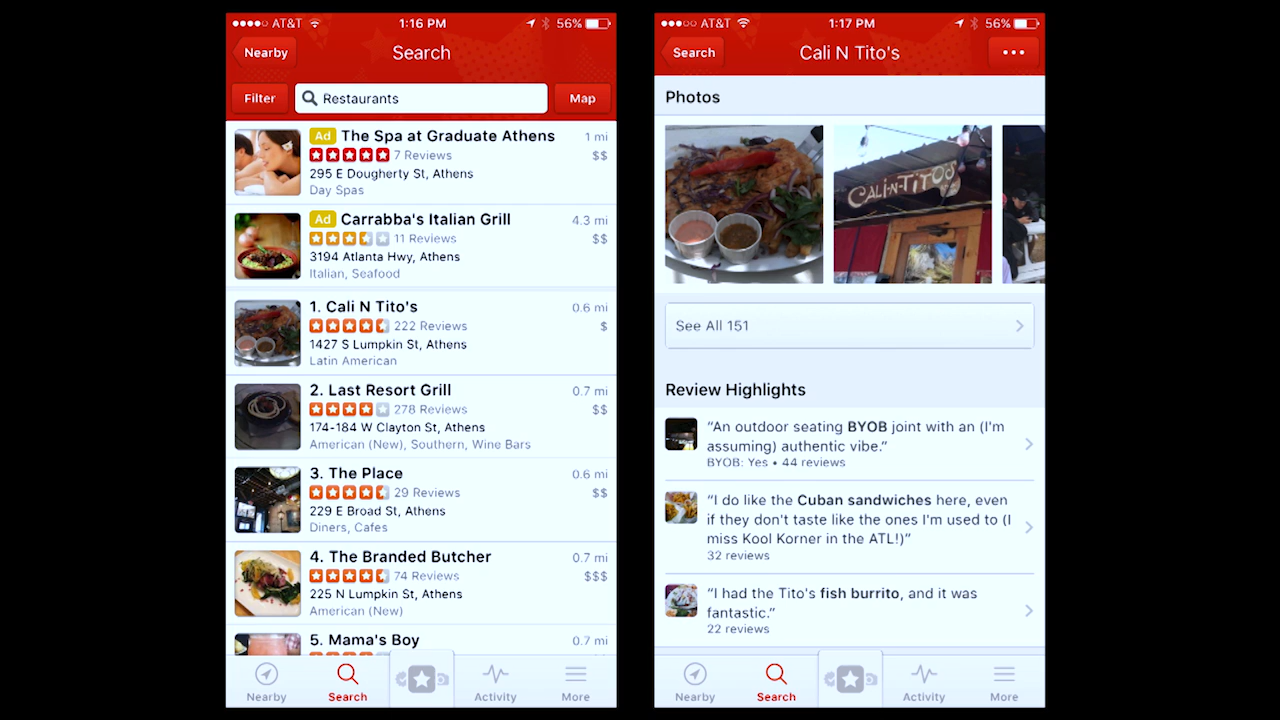 AT&T 1:16 PM 56%
Nearby Search
Filter Restaurants Map
Ad The Spa at Graduate Athens 1 mi
7 Reviews $$
295 E Dougherty St, Athens
Day Spas
Ad Carrabba's Italian Grill 4.3 mi
11 Reviews $$
3194 Atlanta Hwy, Athens
Italian, Seafood
1. Cali N Tito's 0.6 mi
222 Reviews $
1427 S Lumpkin St, Athens
Latin American
2. Last Resort Grill 0.7 mi
278 Reviews $$
174-184 W Clayton St, Athens
American (New), Southern, Wine Bars
3. The Place 0.6 mi
29 Reviews $$
229 E Broad St, Athens
Diners, Cafes
4. The Branded Butcher 0.7 mi
74 Reviews $$$
225 N Lumpkin St, Athens
American (New)
5. Mama's Boy 0.7 mi
Nearby Search Activity More
AT&T 1:17 PM 56%
Search Cali N Tito's
Photos
CALI-N-TITO'S
See All 151
Review Highlights
“An outdoor seating BYOB joint with an (I'm
assuming) authentic vibe.”
BYOB: Yes • 44 reviews
“I do like the Cuban sandwiches here, even
if they don't taste like the ones I'm used to (I
miss Kool Korner in the ATL!)”
32 reviews
“I had the Tito's fish burrito, and it was
fantastic.”
22 reviews
Nearby Search Activity More